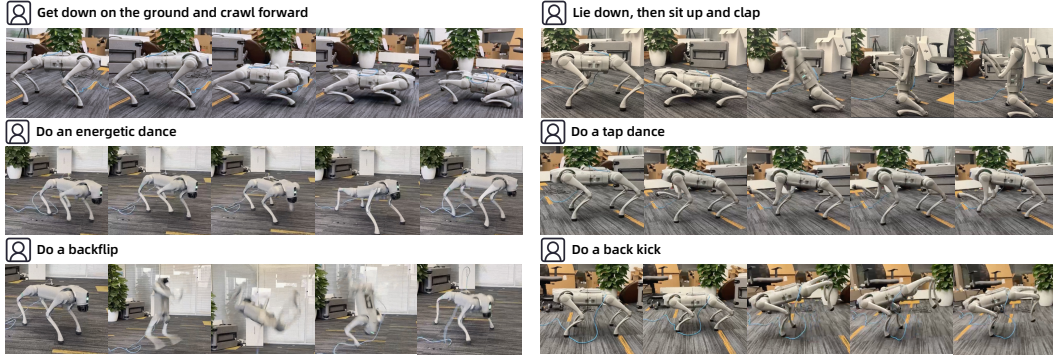 Get down on the ground and crawl forward
Lie down, then sit up and clap
Do an energetic dance
Do a tap dance
Do a backflip
Do a back kick